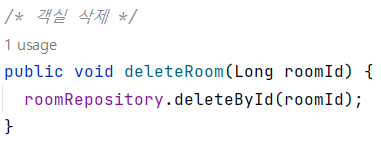 /* 객실 삭제 */
1 usage
public void deleteRoom(Long roomId) {
roomRepository.deleteById(roomId);
}